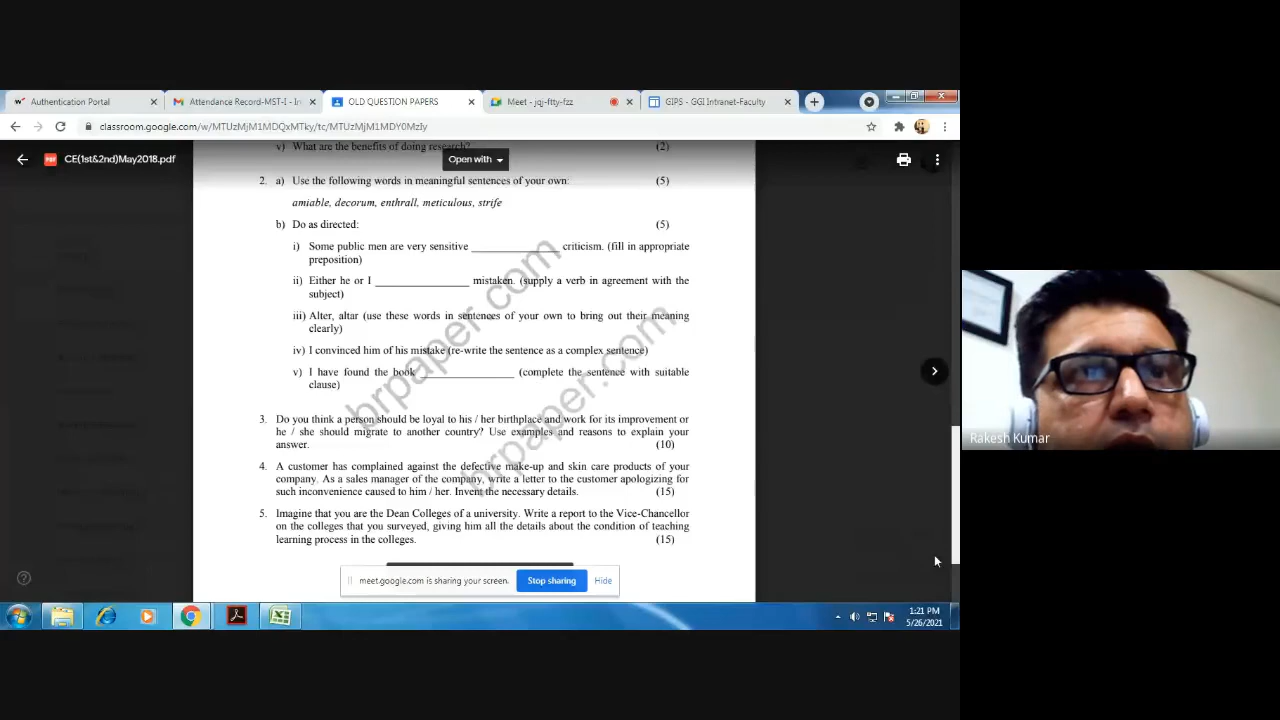 Authentication Portal
Attendance Record-MST-I - Ir
OLD QUESTION PAPERS
Meet - jqj-ftty-fzz
GIPS - GGI Intranet-Faculty
classroom.google.com/w/MTUzMjM1MDQxMTky/tc/MTUzMjM1MDY0MzIy
CE(1st&2nd)May2018.pdf
Open with
v) What are the benefits of doing research? (2)
2. a) Use the following words in meaningful sentences of your own: (5)
amiable, decorum, enthrall, meticulous, strife
b) Do as directed: (5)
i) Some public men are very sensitive ______________ criticism. (fill in appropriate
preposition)
ii) Either he or I _______________ mistaken. (supply a verb in agreement with the
subject)
iii) Alter, altar (use these words in sentences of your own to bring out their meaning
clearly)
iv) I convinced him of his mistake (re-write the sentence as a complex sentence)
v) I have found the book _______________ (complete the sentence with suitable
clause)
3. Do you think a person should be loyal to his / her birthplace and work for its improvement or
he / she should migrate to another country? Use examples and reasons to explain your
answer. (10)
4. A customer has complained against the defective make-up and skin care products of your
company. As a sales manager of the company, write a letter to the customer apologizing for
such inconvenience caused to him / her. Invent the necessary details. (15)
5. Imagine that you are the Dean Colleges of a university. Write a report to the Vice-Chancellor
on the colleges that you surveyed, giving him all the details about the condition of teaching
learning process in the colleges. (15)
brpaper.com
brpaper.com
meet.google.com is sharing your screen.
Stop sharing
Hide
1:21 PM
5/26/2021
Rakesh Kumar